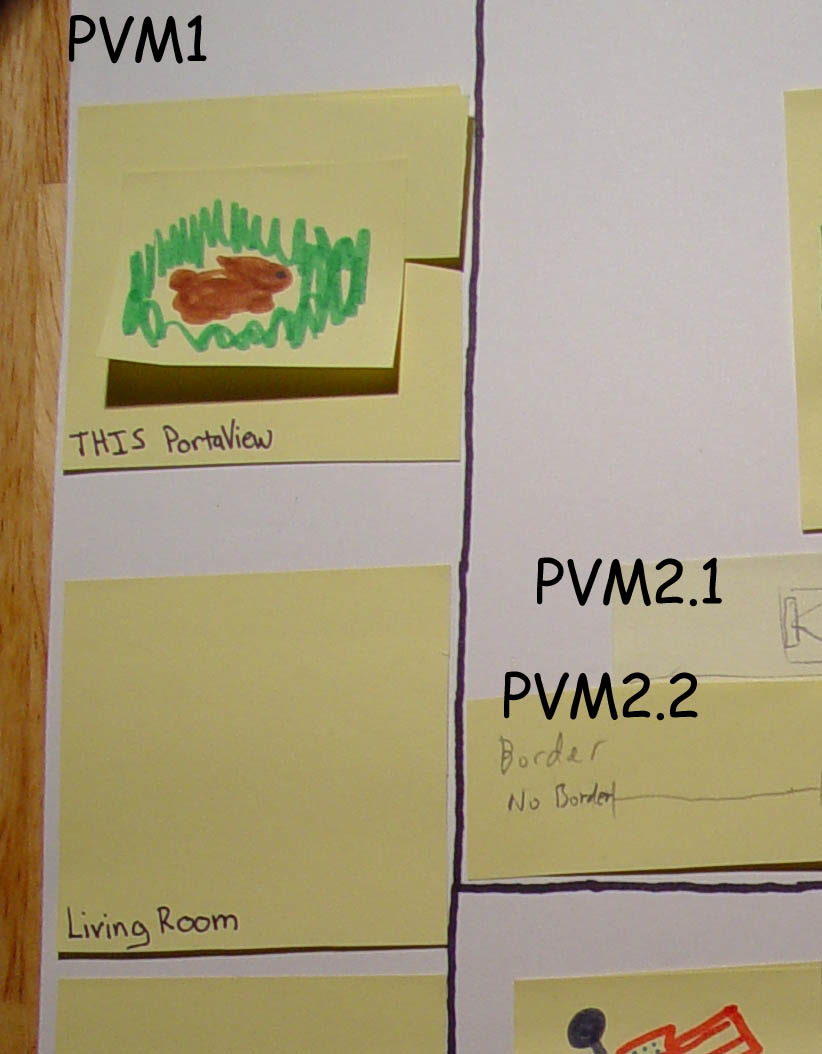 PVM1
THIS PortaView
Living Room
PVM2.1
K
PVM2.2
Border
No Border